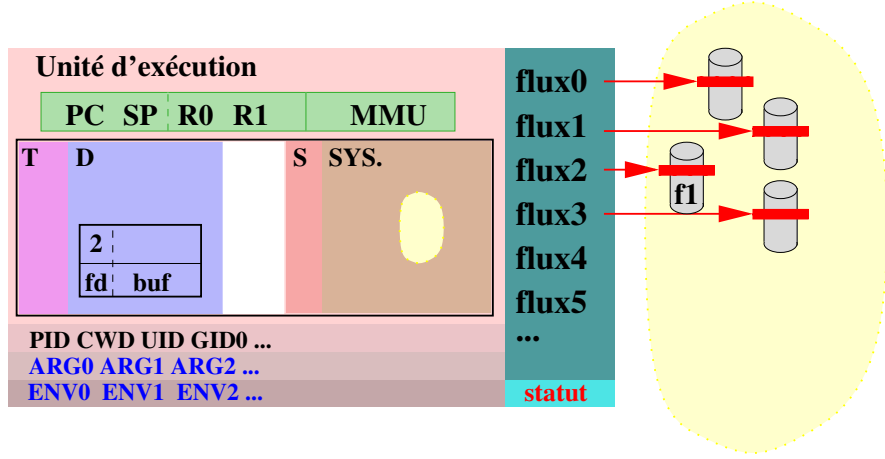 Unité d'exécution
PC SP R0 R1 MMU
T D S SYS.
2
fd buf
PID CWD UID GID0 ...
ARG0 ARG1 ARG2 ...
ENV0 ENV1 ENV2 ...
flux0
flux1
flux2
flux3
flux4
flux5
...
statut
f1